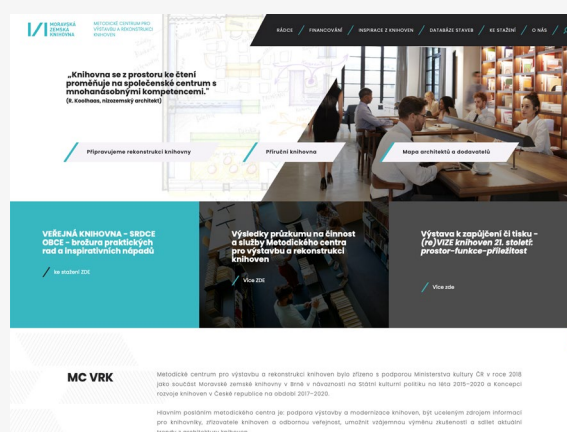 MORAVSKÁ
ZEMSKÁ
KNIHOVNA
METODICKÉ CENTRUM PRO
VÝSTAVBU A REKONSTRUKCI
KNIHOVEN
RÁDCE / FINANCOVÁNÍ / INSPIRACE Z KNIHOVEN / DATABÁZE STAVEB / KE STAŽENÍ / O NÁS /
„Knihovna se z prostoru ke čtení
proměňuje na společenské centrum s
mnohanásobnými kompetencemi."
(R. Koolhaas, nizozemský architekt)
Připravujeme rekonstrukci knihovny
Příruční knihovna
Mapa architektů a dodavatelů
VEŘEJNÁ KNIHOVNA - SRDCE
OBCE - brožura praktických
rad a inspirativních nápadů
ke stažení ZDE
Výsledky průzkumu na činnost
a služby Metodického centra
pro výstavbu a rekonstrukci
knihoven
Více ZDE
Výstava k zapůjčení či tisku -
(re)VIZE knihoven 21. století:
prostor-funkce-příležitost
Více zde
MC VRK
Metodické centrum pro výstavbu a rekonstrukci knihoven bylo zřízeno s podporou Ministerstva kultury ČR v roce 2018
jako součást Moravské zemské knihovny v Brně v návaznosti na Státní kulturní politiku na léta 2015–2020 a Koncepci
rozvoje knihoven v České republice na období 2017–2020.
Hlavním posláním metodického centra je: podpora výstavby a modernizace knihoven, být uceleným zdrojem informací
pro knihovníky, zřizovatele knihoven a odbornou veřejnost, umožnit vzájemnou výměnu zkušeností a sdílet aktuální
trendy v architektuře knihoven.